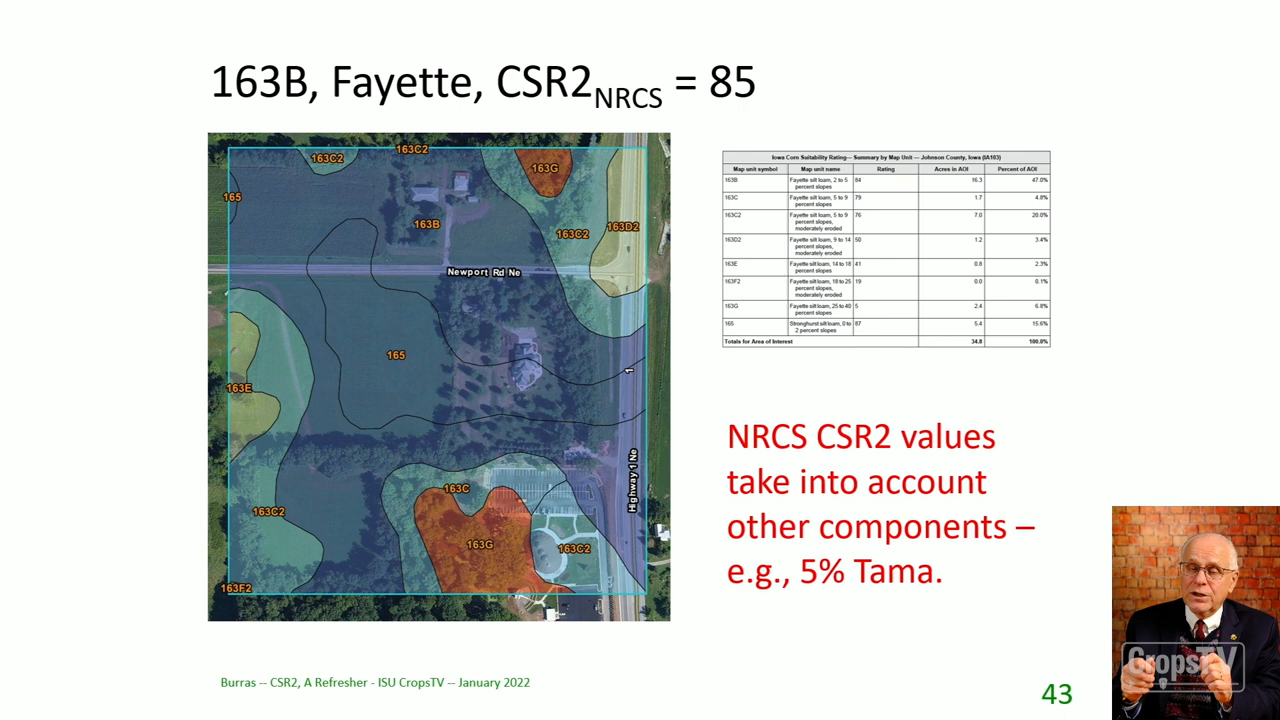 163B, Fayette, CSR2NRCS = 85
163C2
163C2
163G
165
163B
163C2
163D2
Newport Rd Ne
165
1
163E
Highway 1 Ne
163C
163C2
163G
163C2
163F2
Iowa Corn Suitability Rating— Summary by Map Unit — Johnson County, Iowa (IA103)
Map unit symbol Map unit name Rating Acres in AOI Percent of AOI
163B Fayette silt loam, 2 to 5 84 16.3 47.0%
percent slopes
163C Fayette silt loam, 5 to 9 79 1.7 4.8%
percent slopes
163C2 Fayette silt loam, 5 to 9 76 7.0 20.0%
percent slopes,
moderately eroded
163D2 Fayette silt loam, 9 to 14 50 1.2 3.4%
percent slopes,
moderately eroded
163E Fayette silt loam, 14 to 18 41 0.8 2.3%
percent slopes
163F2 Fayette silt loam, 18 to 25 19 0.0 0.1%
percent slopes,
moderately eroded
163G Fayette silt loam, 25 to 40 5 2.4 6.8%
percent slopes
165 Stronghurst silt loam, 0 to 87 5.4 15.6%
2 percent slopes
Totals for Area of Interest 34.8 100.0%
NRCS CSR2 values
take into account
other components –
e.g., 5% Tama.
CropsTV
Burras -- CSR2, A Refresher - ISU CropsTV -- January 2022
43